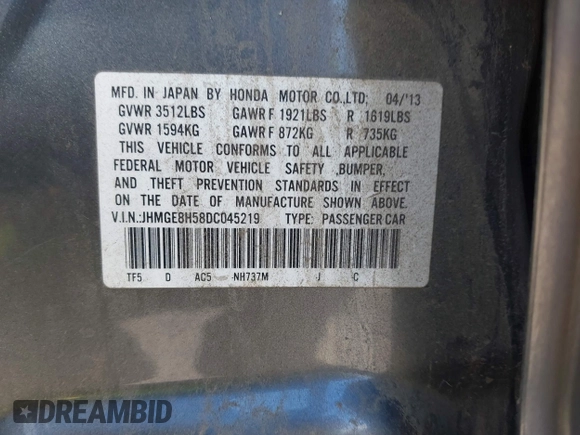 MFD. IN JAPAN BY HONDA MOTOR CO.,LTD; 04/'13
GVWR 3512LBS GAWR F 1921LBS R 1619LBS
GVWR 1594KG GAWR F 872KG R 735KG
THIS VEHICLE CONFORMS TO ALL APPLICABLE
FEDERAL MOTOR VEHICLE SAFETY ,BUMPER,
AND THEFT PREVENTION STANDARDS IN EFFECT
ON THE DATE OF MANUFACTURE SHOWN ABOVE.
V.I.N.:JHMGE8H58DC045219 TYPE: PASSENGER CAR
TF5 D AC5 NH737M J C
DREAMBID